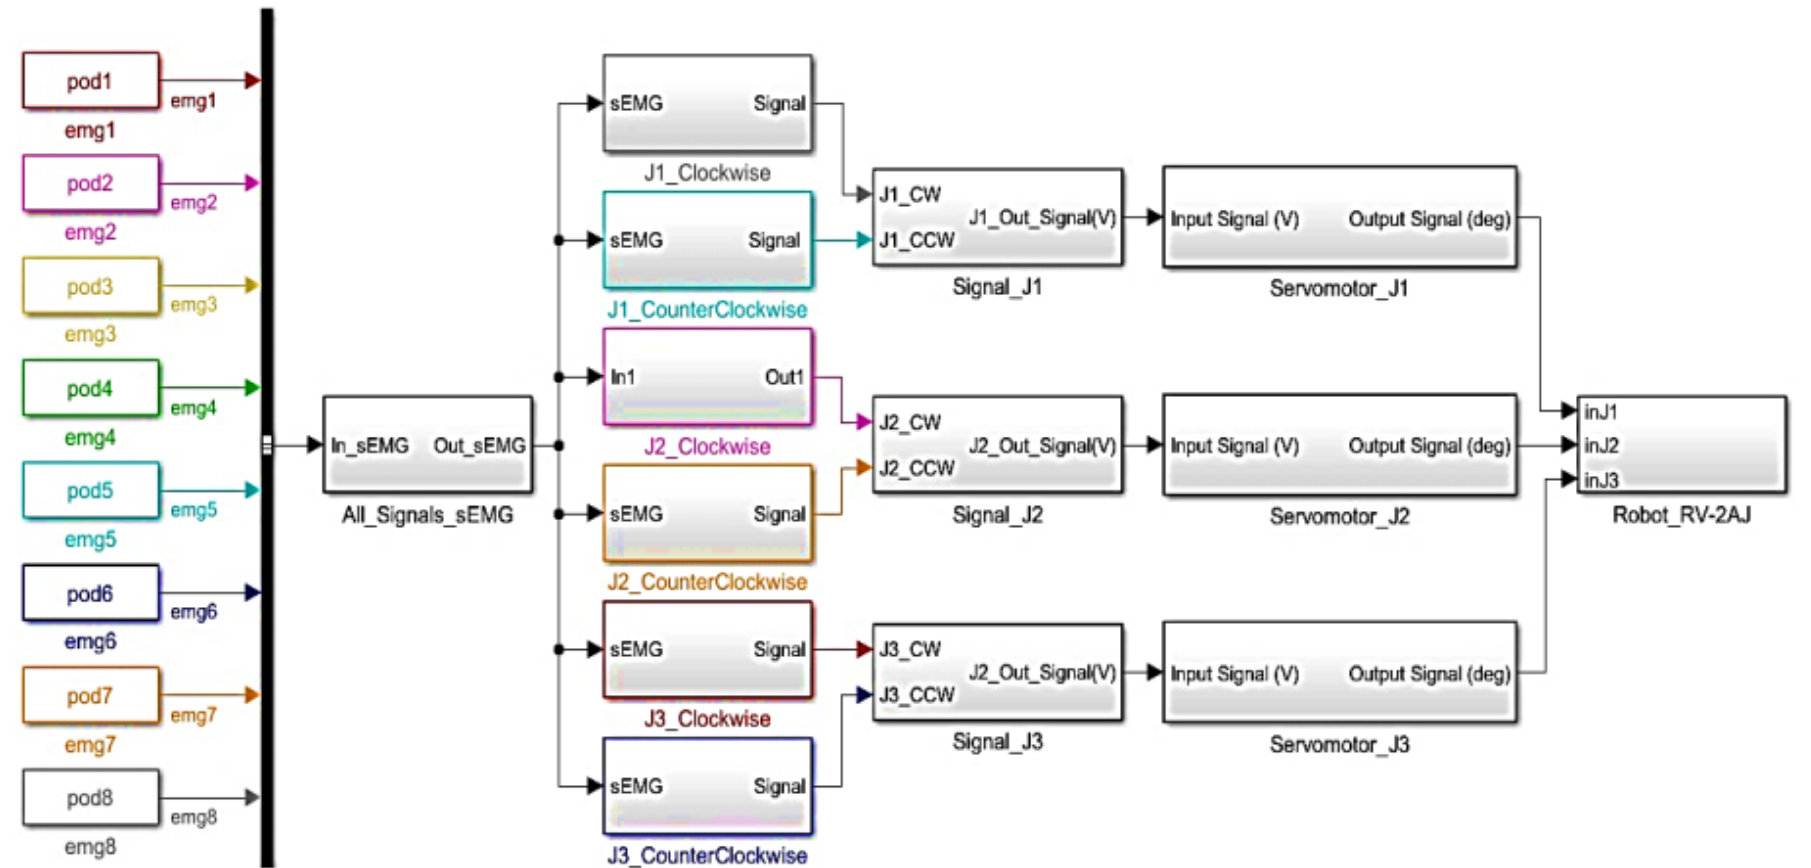 pod1
emg1
emg1
pod2
emg2
emg2
pod3
emg3
emg3
pod4
emg4
emg4
pod5
emg5
emg5
pod6
emg6
emg6
pod7
emg7
emg7
pod8
emg8
emg8
In_sEMG Out_sEMG
All_Signals_sEMG
sEMG Signal
J1_Clockwise
sEMG Signal
J1_CounterClockwise
In1 Out1
J2_Clockwise
sEMG Signal
J2_CounterClockwise
sEMG Signal
J3_Clockwise
sEMG Signal
J3_CounterClockwise
J1_CW
J1_Out_Signal(V)
J1_CCW
Signal_J1
J2_CW
J2_Out_Signal(V)
J2_CCW
Signal_J2
J3_CW
J2_Out_Signal(V)
J3_CCW
Signal_J3
Input Signal (V) Output Signal (deg)
Servomotor_J1
Input Signal (V) Output Signal (deg)
Servomotor_J2
Input Signal (V) Output Signal (deg)
Servomotor_J3
inJ1
inJ2
inJ3
Robot_RV-2AJ